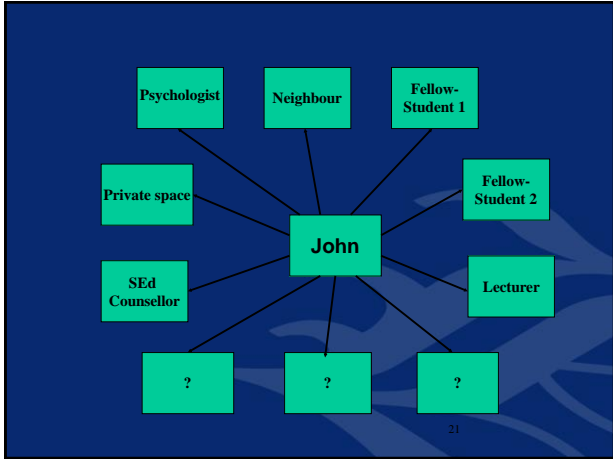 Psychologist
Neighbour
Fellow-
Student 1
Private space
Fellow-
Student 2
John
SEd
Counsellor
Lecturer
?
?
?
21